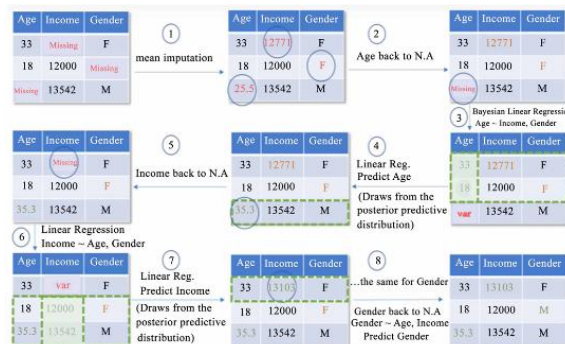 Age Income Gender
33 Missing F
18 12000 Missing
Missing 13542 M
1
mean imputation
Age Income Gender
33 12771 F
18 12000 F
25.5 13542 M
2
Age back to N.A
Age Income Gender
33 12771 F
18 12000 F
Missing 13542 M
3
Bayesian Linear Regression
Age ~ Income, Gender
Age Income Gender
33 12771 F
18 12000 F
var 13542 M
4
Linear Reg.
Predict Age
(Draws from the
posterior predictive
distribution)
Age Income Gender
33 12771 F
18 12000 F
35.3 13542 M
5
Income back to N.A
Age Income Gender
33 Missing F
18 12000 F
35.3 13542 M
6
Linear Regression
Income ~ Age, Gender
Age Income Gender
33 var F
18 12000 F
35.3 13542 M
7
Linear Reg.
Predict Income
(Draws from the
posterior predictive
distribution)
Age Income Gender
33 13103 F
18 12000 F
35.3 13542 M
8
...the same for Gender
Gender back to N.A
Gender ~ Age, Income
Predict Gender
Age Income Gender
33 13103 F
18 12000 M
35.3 13542 M